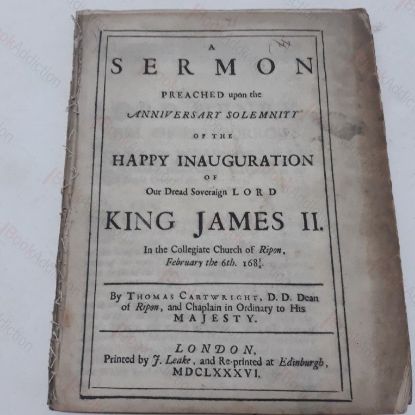 A
SERMON
PREACHED upon the
ANNIVERSARY SOLEMNITY
OF THE
HAPPY INAUGURATION
OF
Our Dread Soveraign LORD
KING JAMES II.
In the Collegiate Church of Ripon,
February the 6th. 168
By THOMAS CARTWRIGHT, D. D. Dean
of Ripon, and Chaplain in Ordinary to His
MAJESTY.
LONDON,
Printed by J. Leake, and Re-printed at Edinburgh,
MDCLXXXVI.